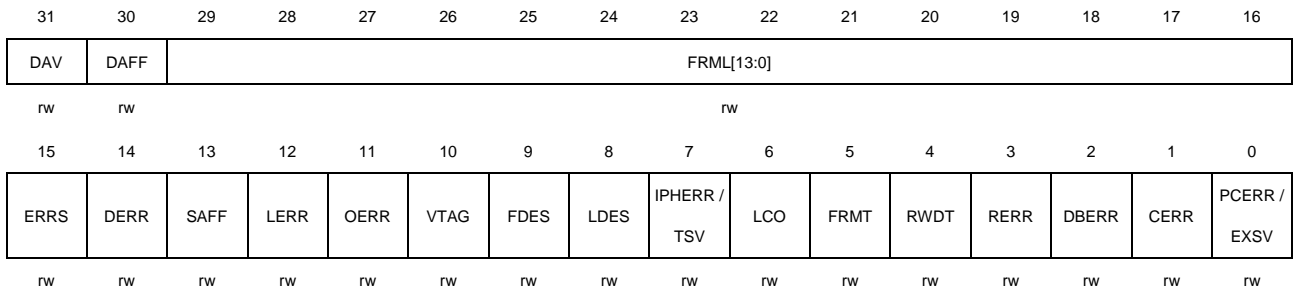 31 30 29 28 27 26 25 24 23 22 21 20 19 18 17 16
DAV DAFF FRML[13:0]
rw rw rw
15 14 13 12 11 10 9 8 7 6 5 4 3 2 1 0
ERRS DERR SAFF LERR OERR VTAG FDES LDES IPHERR / TSV LCO FRMT RWDT RERR DBERR CERR PCERR / EXSV
rw rw rw rw rw rw rw rw rw rw rw rw rw rw rw rw